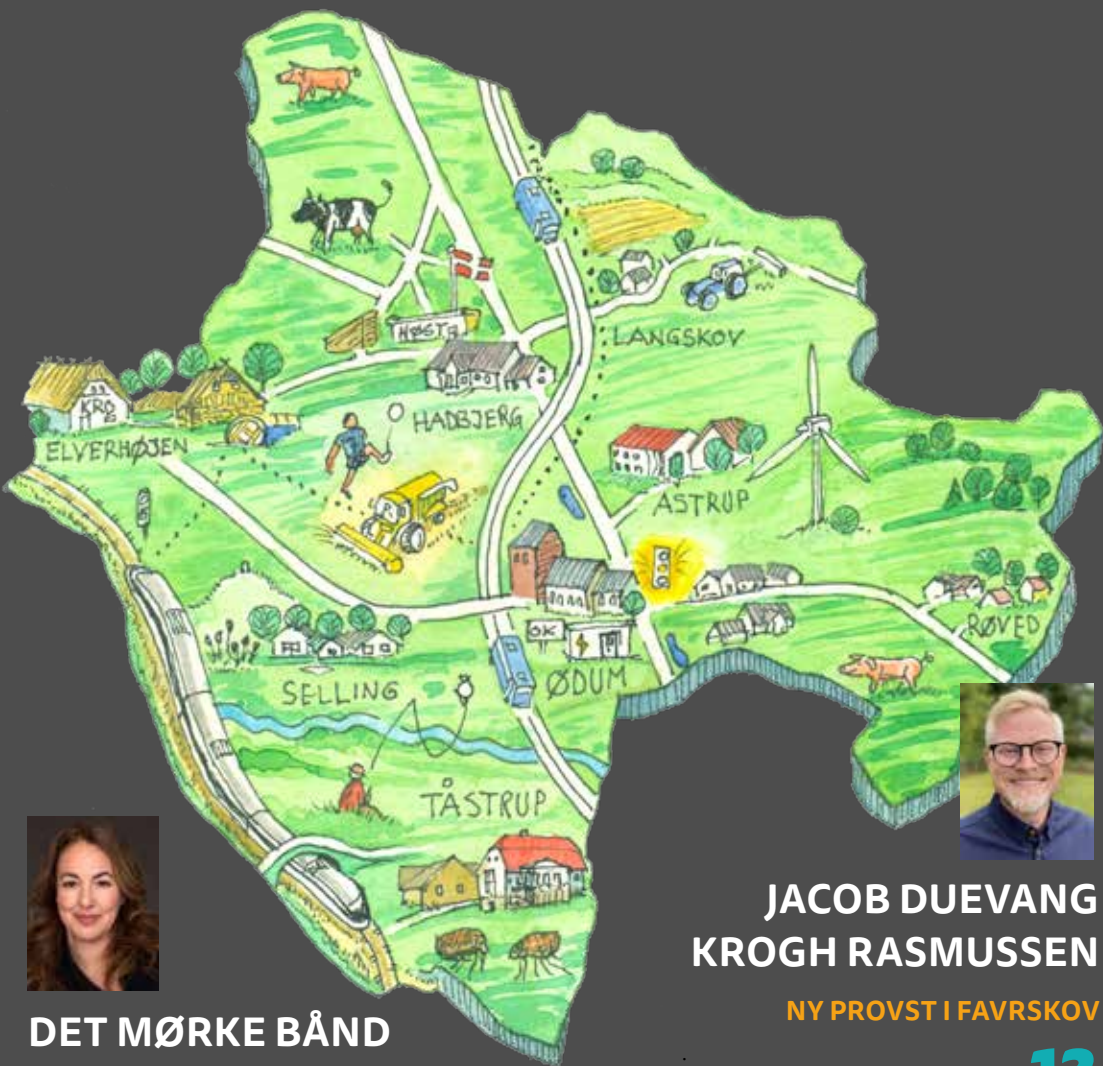 HØST
LANGSKOV
KRO
ELVERHØJEN
HADBJERG
ASTRUP
RØVED
OK
SELLING
ØDUM
TÅSTRUP
JACOB DUEVANG
KROGH RASMUSSEN
NY PROVST I FAVRSKOV
DET MØRKE BÅND